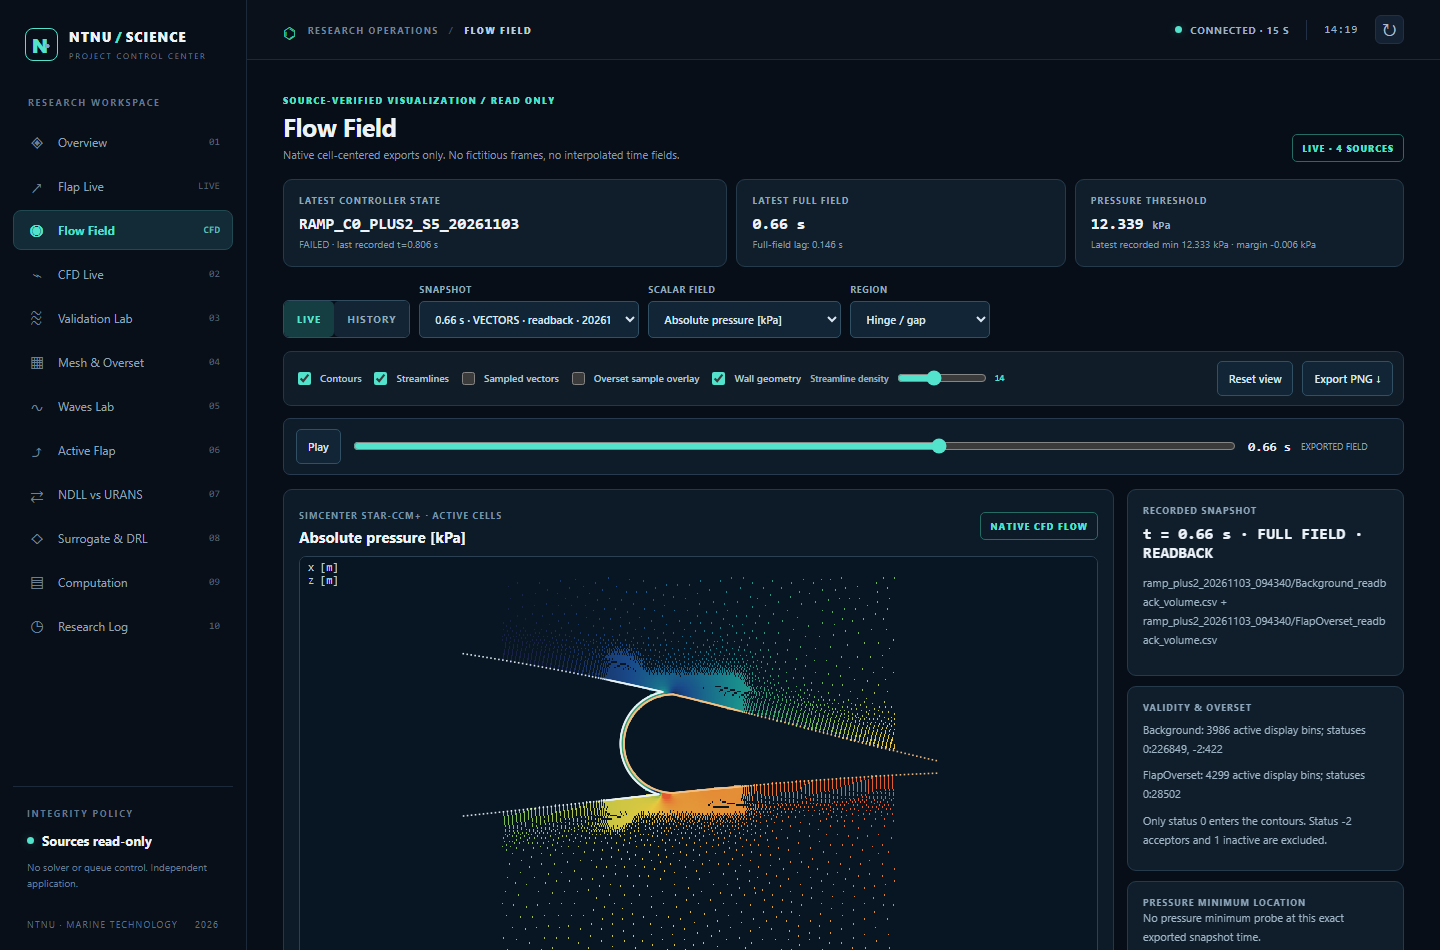 NTNU / SCIENCE
PROJECT CONTROL CENTER
RESEARCH WORKSPACE
Overview 01
Flap Live LIVE
Flow Field CFD
CFD Live 02
Validation Lab 03
Mesh & Overset 04
Waves Lab 05
Active Flap 06
NDLL vs URANS 07
Surrogate & DRL 08
Computation 09
Research Log 10
INTEGRITY POLICY
Sources read-only
No solver or queue control. Independent
application.
NTNU · MARINE TECHNOLOGY 2026
RESEARCH OPERATIONS / FLOW FIELD
CONNECTED · 15 S 14:19
SOURCE-VERIFIED VISUALIZATION / READ ONLY
Flow Field
Native cell-centered exports only. No fictitious frames, no interpolated time fields.
LIVE · 4 SOURCES
LATEST CONTROLLER STATE
RAMP_C0_PLUS2_S5_20261103
FAILED · last recorded t=0.806 s
LATEST FULL FIELD
0.66 s
Full-field lag: 0.146 s
PRESSURE THRESHOLD
12.339 kPa
Latest recorded min 12.333 kPa · margin -0.006 kPa
LIVE HISTORY
SNAPSHOT
0.66 s · VECTORS · readback · 20261
SCALAR FIELD
Absolute pressure [kPa]
REGION
Hinge / gap
Contours Streamlines Sampled vectors Overset sample overlay Wall geometry Streamline density 14
Reset view Export PNG ↓
Play 0.66 s EXPORTED FIELD
SIMCENTER STAR-CCM+ · ACTIVE CELLS
Absolute pressure [kPa]
NATIVE CFD FLOW
x [m]
z [m]
RECORDED SNAPSHOT
t = 0.66 s · FULL FIELD ·
READBACK
ramp_plus2_20261103_094340/Background_readb
ack_volume.csv +
ramp_plus2_20261103_094340/FlapOverset_readb
ack_volume.csv
VALIDITY & OVERSET
Background: 3986 active display bins; statuses
0:226849, -2:422
FlapOverset: 4299 active display bins; statuses
0:28502
Only status 0 enters the contours. Status -2
acceptors and 1 inactive are excluded.
PRESSURE MINIMUM LOCATION
No pressure minimum probe at this exact
exported snapshot time.